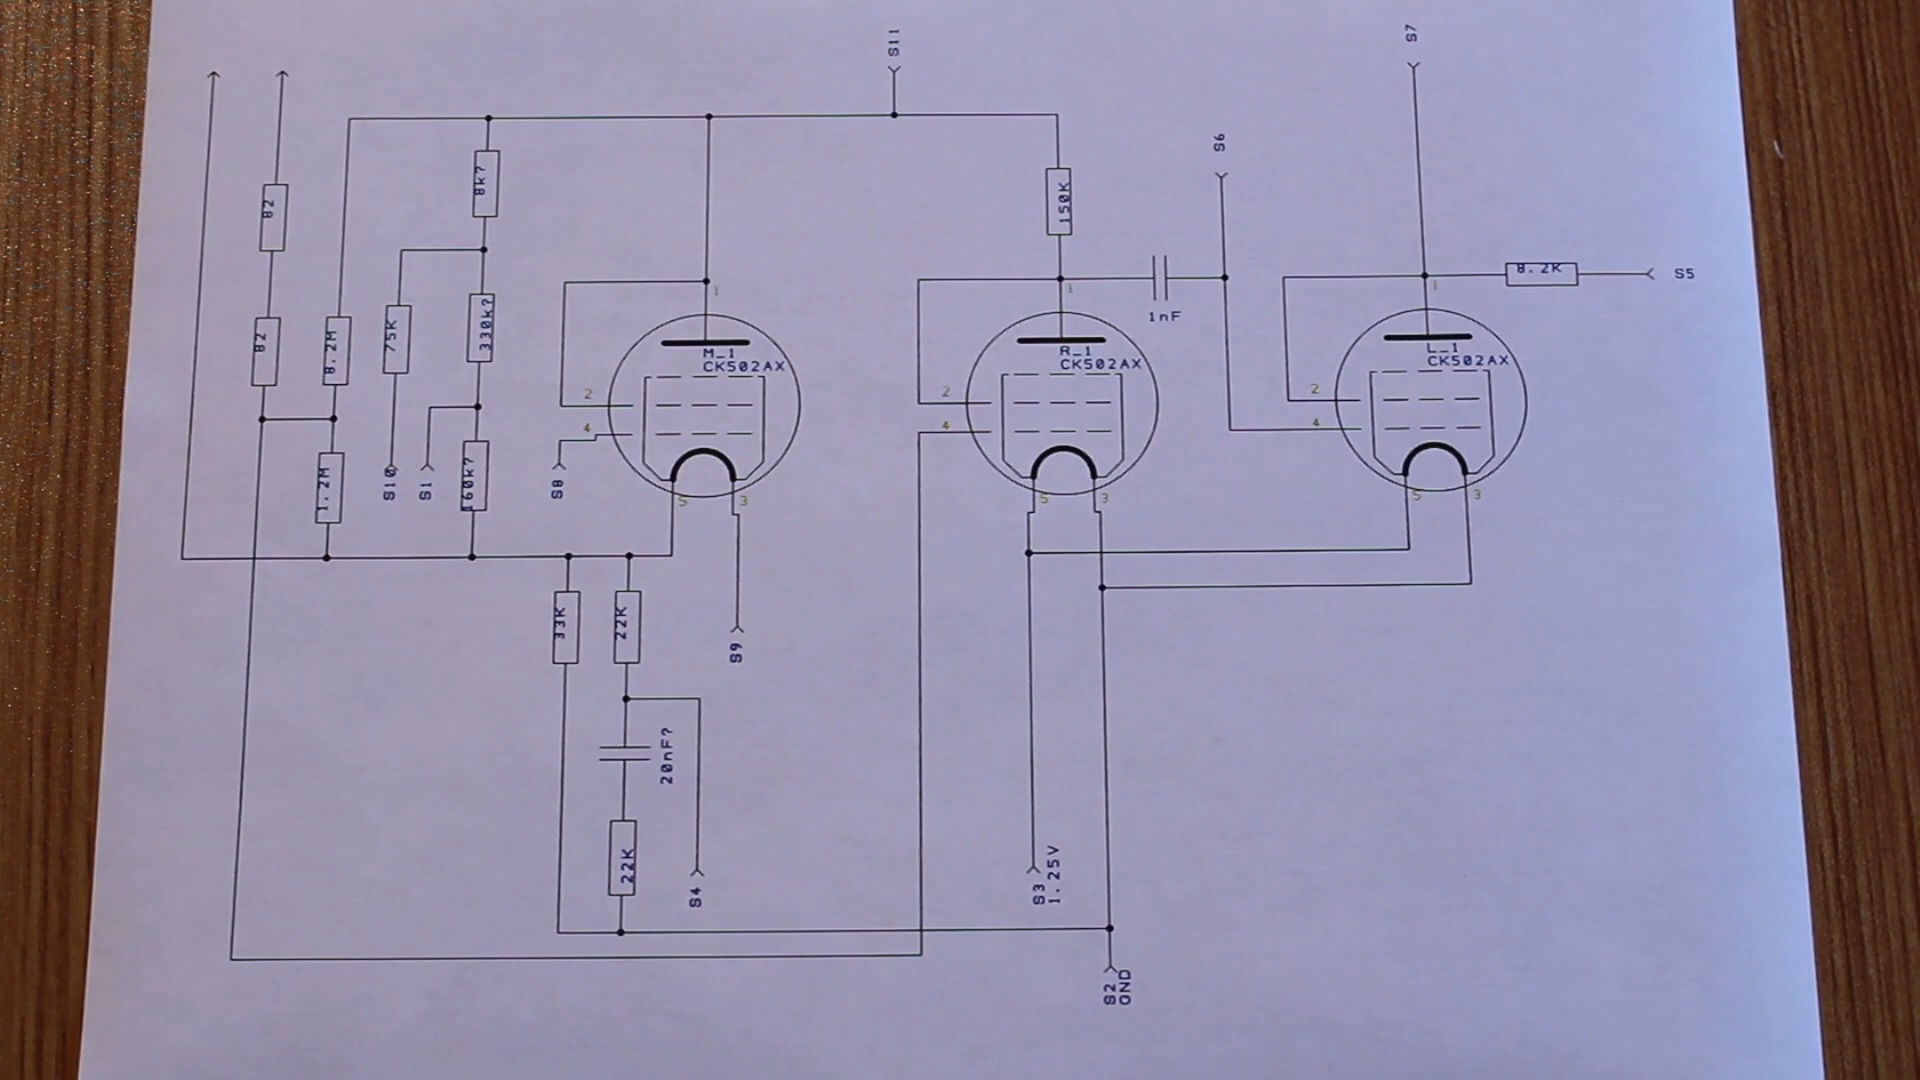 S11
S7
S6
82
8k?
150K
8.2K
S5
1
1
1
1nF
82
8.2M
75K
330k?
M_1
CK502AX
R_1
CK502AX
L_1
CK502AX
2
2
2
4
4
4
1.2M
S10
S1
160k?
S8
5
3
5
3
5
3
33K
22K
S9
20nF?
22K
S4
S3
1.25V
S2
GND